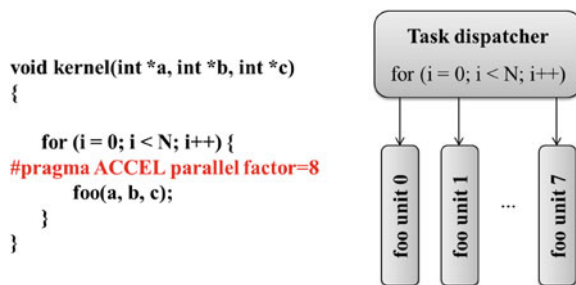 void kernel(int *a, int *b, int *c)
{
for (i = 0; i < N; i++) {
#pragma ACCEL parallel factor=8
foo(a, b, c);
}
}
Task dispatcher
for (i = 0; i < N; i++)
foo unit 0
foo unit 1
...
foo unit 7